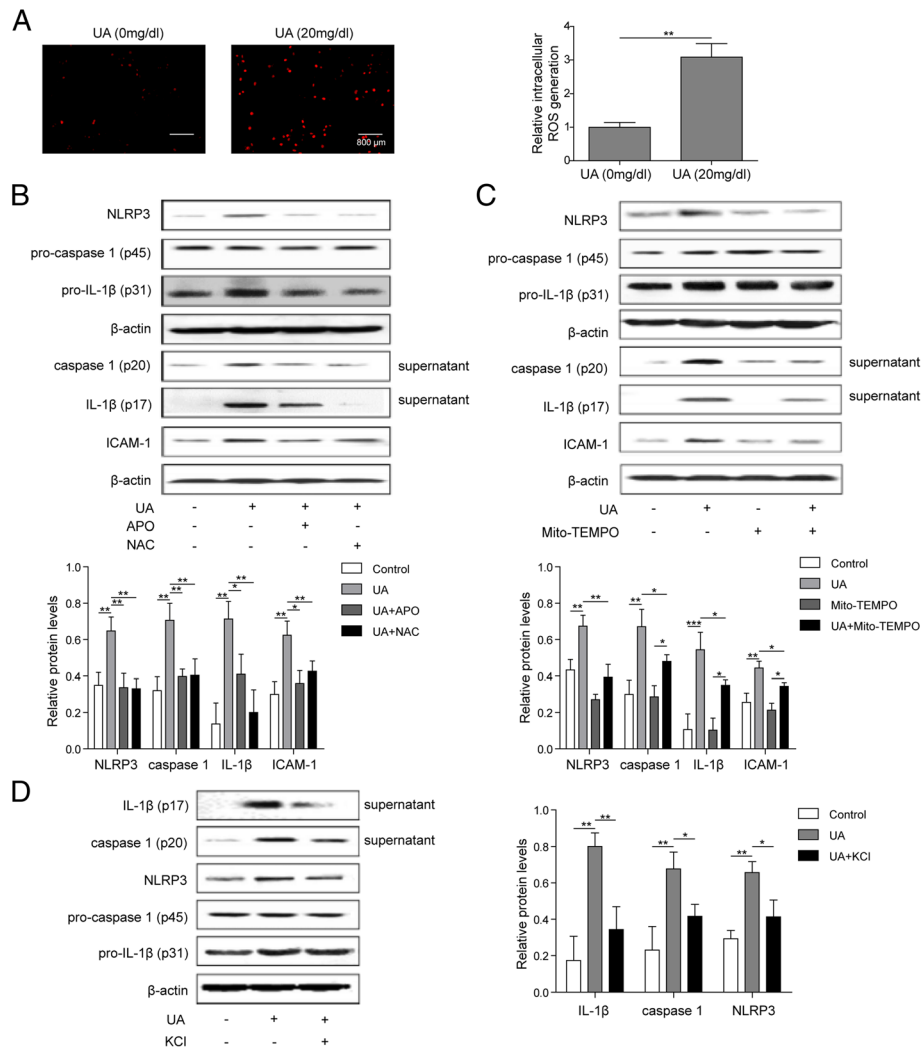 A
UA (0mg/dl)
UA (20mg/dl)
800 μm
Relative intracellular
ROS generation
4
3
2
1
0
**
UA (0mg/dl) UA (20mg/dl)
B
NLRP3
pro-caspase 1 (p45)
pro-IL-1β (p31)
β-actin
caspase 1 (p20) supernatant
IL-1β (p17) supernatant
ICAM-1
β-actin
UA - + + +
APO - - + -
NAC - - - +
Relative protein levels
1.0
0.8
0.6
0.4
0.2
0.0
** ** **
** ** **
** ** *
** * **
Control
UA
UA+APO
UA+NAC
NLRP3 caspase 1 IL-1β ICAM-1
C
NLRP3
pro-caspase 1 (p45)
pro-IL-1β (p31)
β-actin
caspase 1 (p20) supernatant
IL-1β (p17) supernatant
ICAM-1
β-actin
UA - + - +
Mito-TEMPO - - + +
Relative protein levels
1.0
0.8
0.6
0.4
0.2
0.0
** **
** * *
*** * *
** * *
Control
UA
Mito-TEMPO
UA+Mito-TEMPO
NLRP3 caspase 1 IL-1β ICAM-1
D
IL-1β (p17) supernatant
caspase 1 (p20) supernatant
NLRP3
pro-caspase 1 (p45)
pro-IL-1β (p31)
β-actin
UA - + +
KCl - - +
Relative protein levels
1.0
0.8
0.6
0.4
0.2
0.0
** **
** *
** *
Control
UA
UA+KCl
IL-1β caspase 1 NLRP3